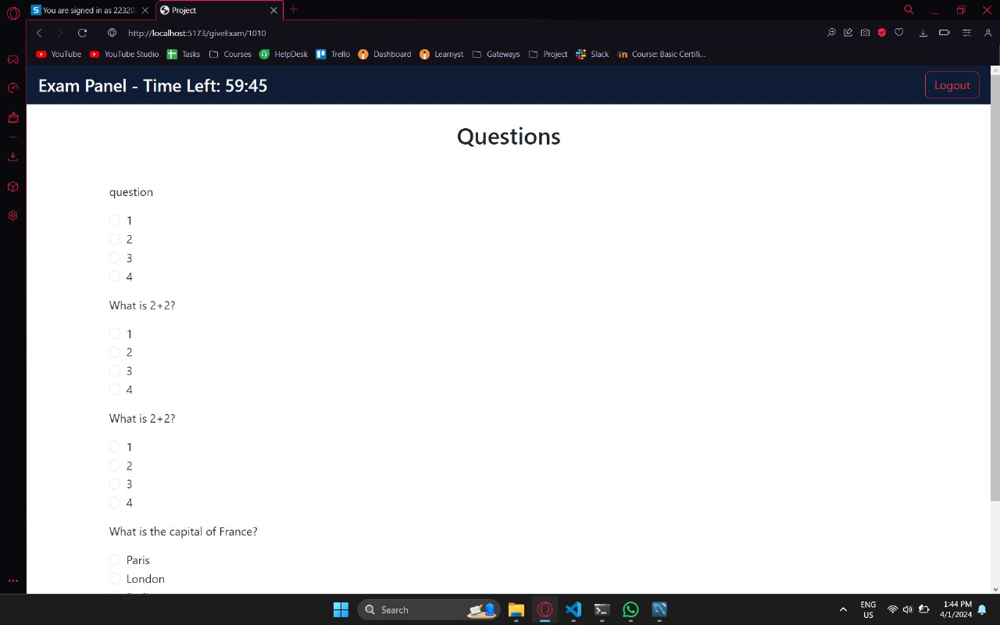 You are signed in as 22320
Project
http://localhost:5173/giveExam/1010
YouTube YouTube Studio Tasks Courses HelpDesk Trello Dashboard Learnyst Gateways Project Slack Course: Basic Certifi...
Exam Panel - Time Left: 59:45
Logout
Questions
question
1
2
3
4
What is 2+2?
1
2
3
4
What is 2+2?
1
2
3
4
What is the capital of France?
Paris
London
Search
ENG
US
1:44 PM
4/1/2024